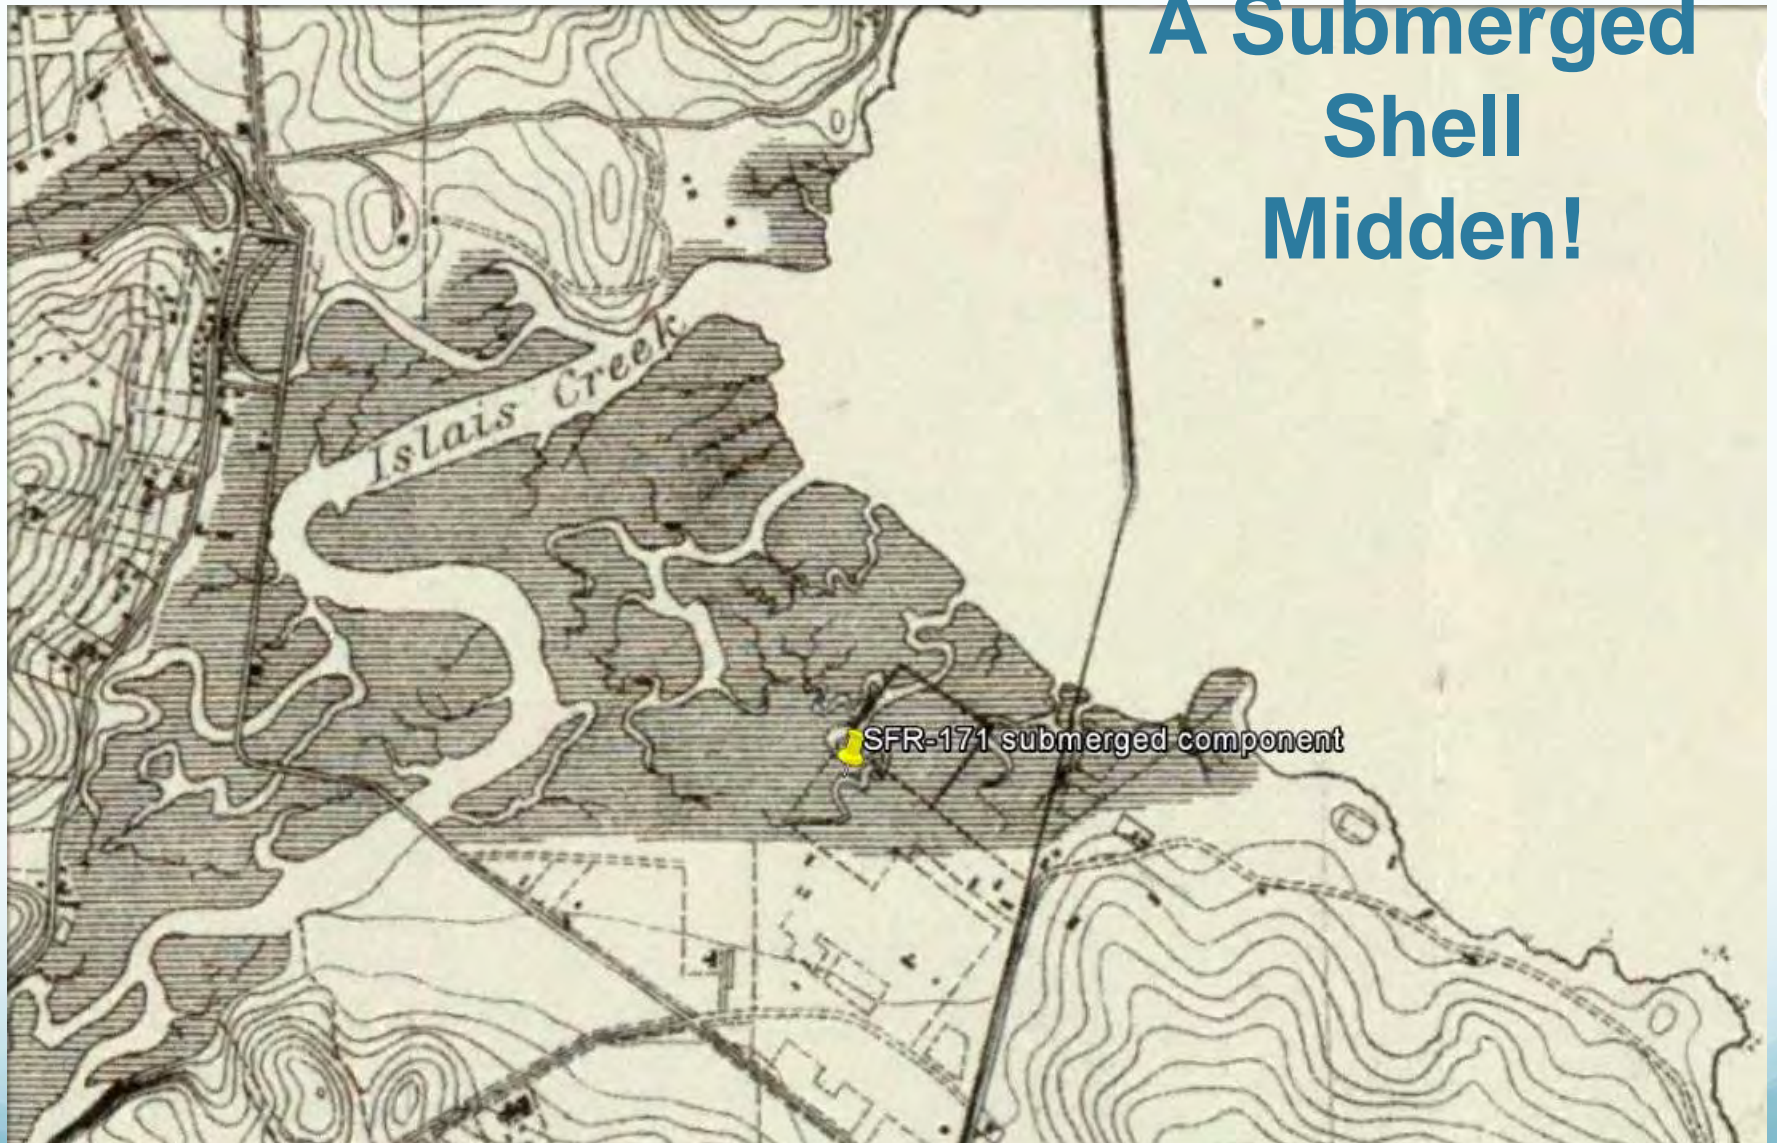 A Submerged
Shell
Midden!
Islais Creek
SFR-171 submerged component